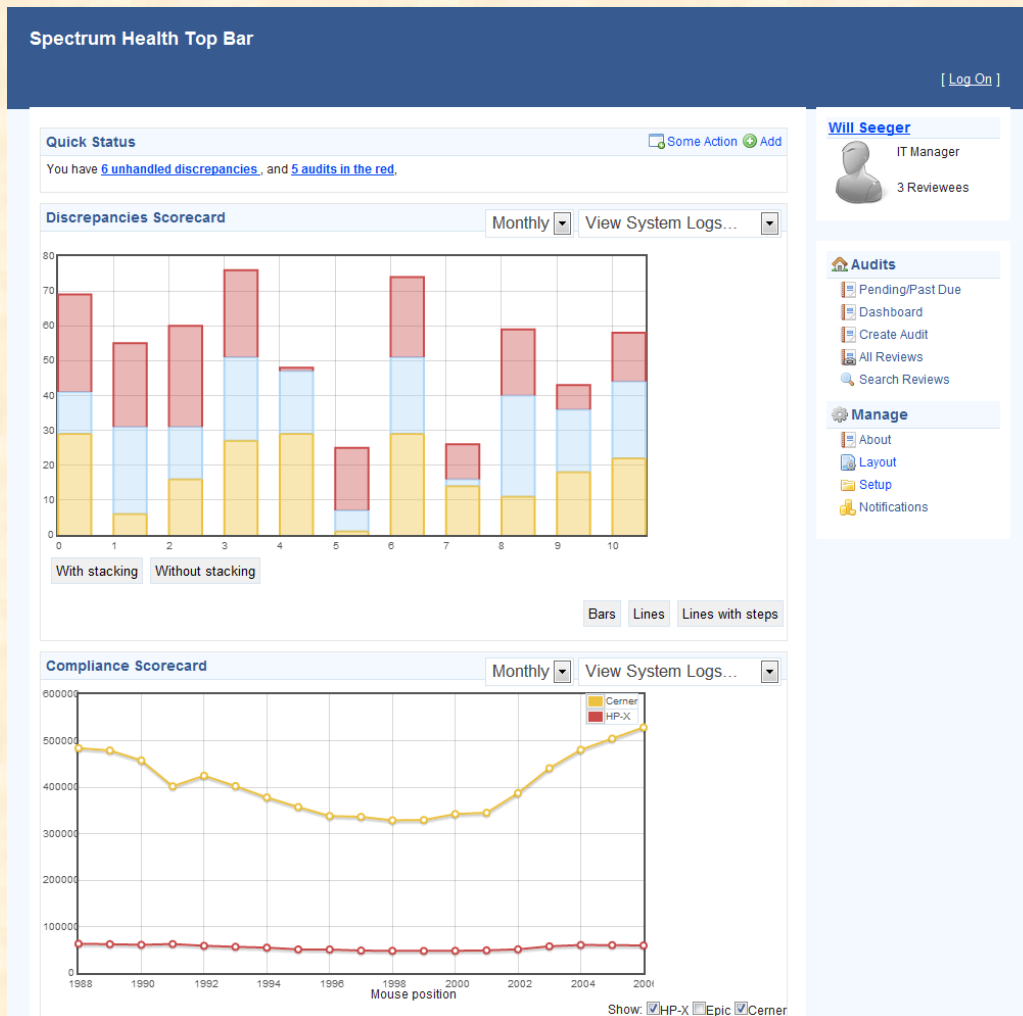 Spectrum Health Top Bar
[ Log On ]
Quick Status
Some Action Add
You have 6 unhandled discrepancies , and 5 audits in the red,
Discrepancies Scorecard
Monthly View System Logs...
80
70
60
50
40
30
20
10
0
0 1 2 3 4 5 6 7 8 9 10
With stacking Without stacking
Bars Lines Lines with steps
Compliance Scorecard
Monthly View System Logs...
Cerner
HP-X
600000
500000
400000
300000
200000
100000
0
1988 1990 1992 1994 1996 1998 2000 2002 2004 2006
Mouse position
Show: HP-X Epic Cerner
Will Seeger
IT Manager
3 Reviewees
Audits
Pending/Past Due
Dashboard
Create Audit
All Reviews
Search Reviews
Manage
About
Layout
Setup
Notifications